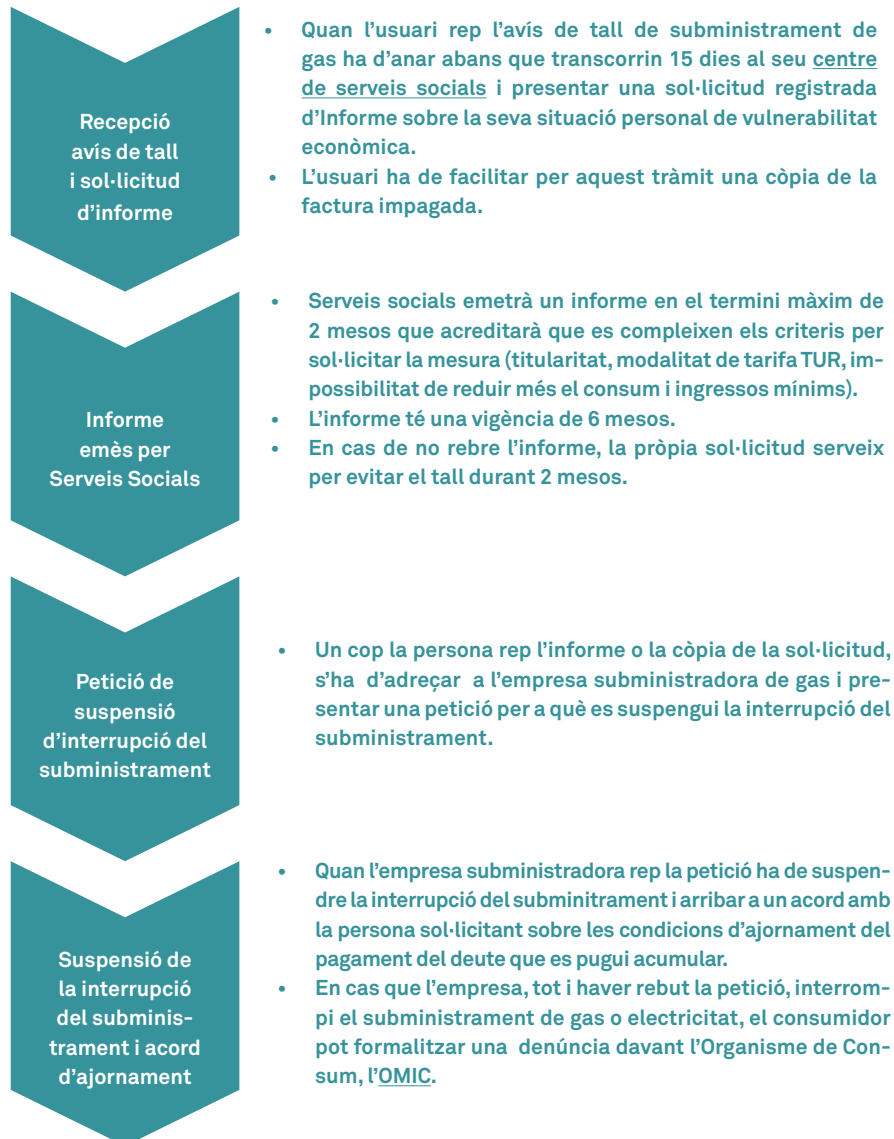 Recepció
avís de tall
i sol·licitud
d’informe
• Quan l’usuari rep l’avís de tall de subministrament de
gas ha d’anar abans que transcorrin 15 dies al seu centre
de serveis socials i presentar una sol·licitud registrada
d’Informe sobre la seva situació personal de vulnerabilitat
econòmica.
• L’usuari ha de facilitar per aquest tràmit una còpia de la
factura impagada.
Informe
emès per
Serveis Socials
• Serveis socials emetrà un informe en el termini màxim de
2 mesos que acreditarà que es compleixen els criteris per
sol·licitar la mesura (titularitat, modalitat de tarifa TUR, im-
possibilitat de reduir més el consum i ingressos mínims).
• L’informe té una vigència de 6 mesos.
• En cas de no rebre l’informe, la pròpia sol·licitud serveix
per evitar el tall durant 2 mesos.
Petició de
suspensió
d’interrupció del
subministrament
• Un cop la persona rep l’informe o la còpia de la sol·licitud,
s’ha d’adreçar a l’empresa subministradora de gas i pre-
sentar una petició per a què es suspengui la interrupció del
subministrament.
Suspensió de
la interrupció
del subminis-
trament i acord
d’ajornament
• Quan l’empresa subministradora rep la petició ha de suspen-
dre la interrupció del subminitrament i arribar a un acord amb
la persona sol·licitant sobre les condicions d’ajornament del
pagament del deute que es pugui acumular.
• En cas que l’empresa, tot i haver rebut la petició, interrom-
pi el subministrament de gas o electricitat, el consumidor
pot formalitzar una denúncia davant l’Organisme de Con-
sum, l’OMIC.